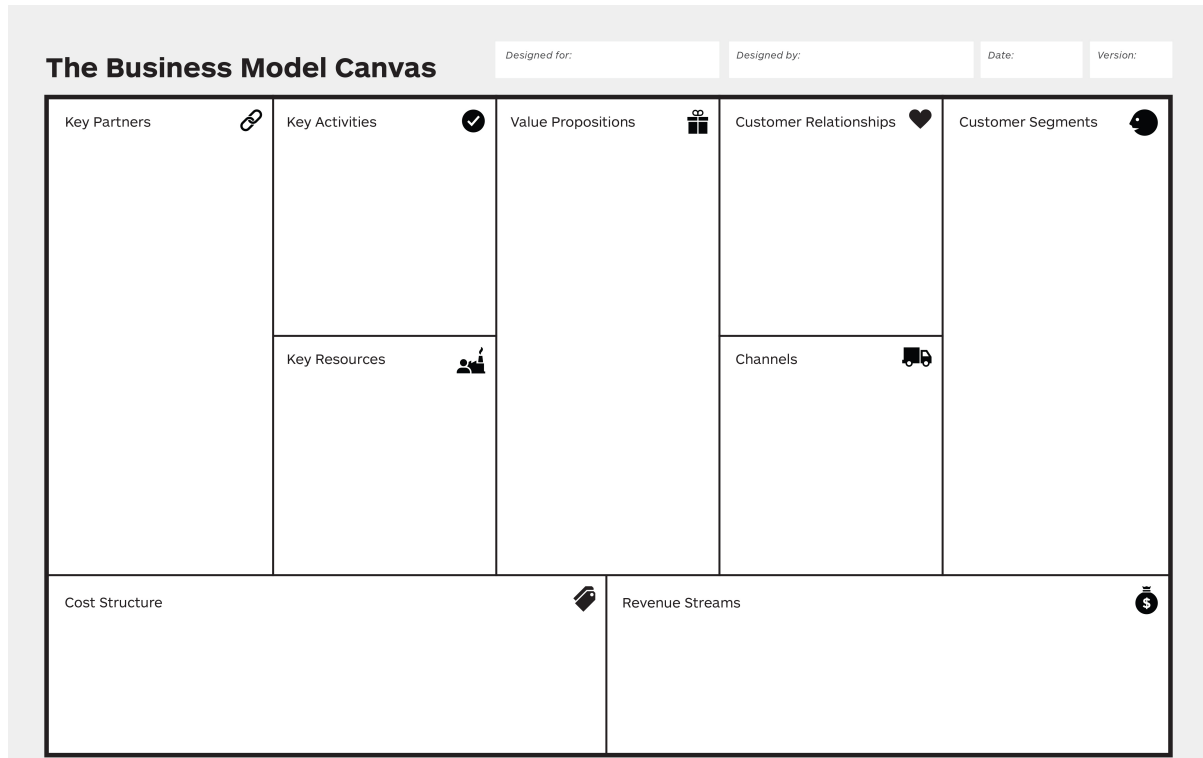 The Business Model Canvas
Designed for:
Designed by:
Date:
Version:
Key Partners
Key Activities
Value Propositions
Customer Relationships
Customer Segments
Key Resources
Channels
Cost Structure
Revenue Streams
$